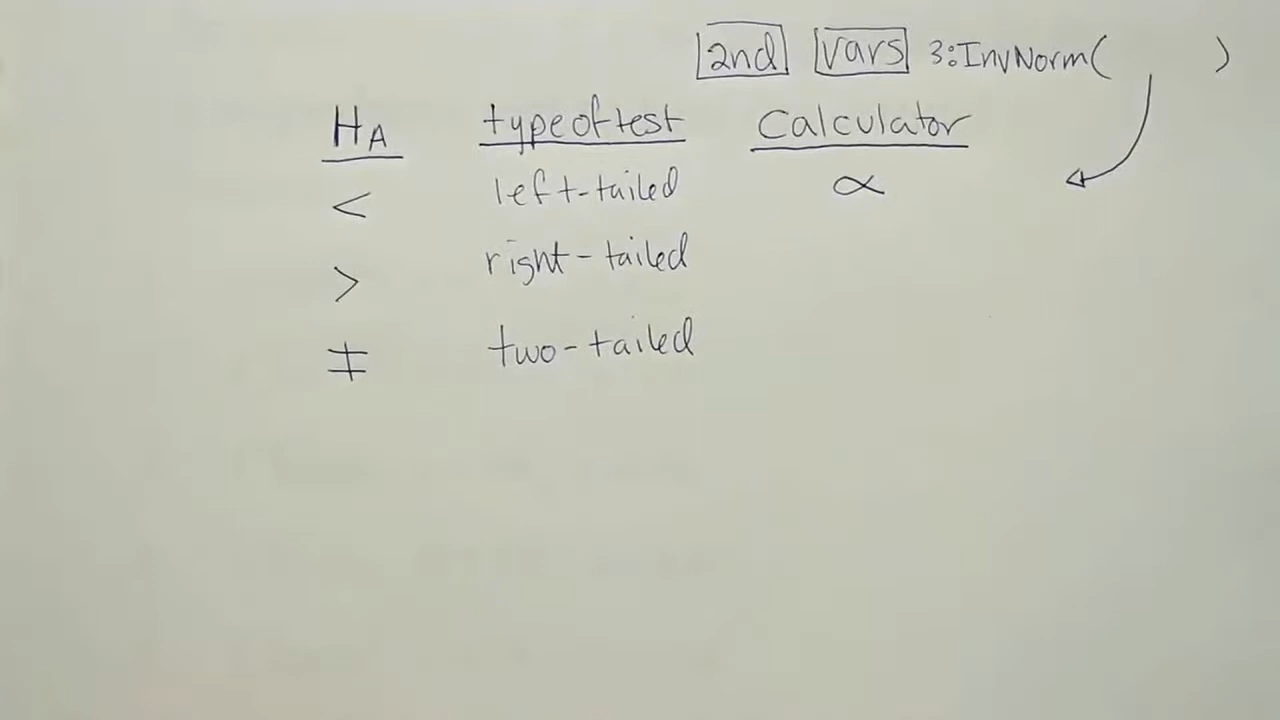 2nd vars 3:InvNorm( )
HA type of test Calculator
< left-tailed ∝
> right-tailed
≠ two-tailed